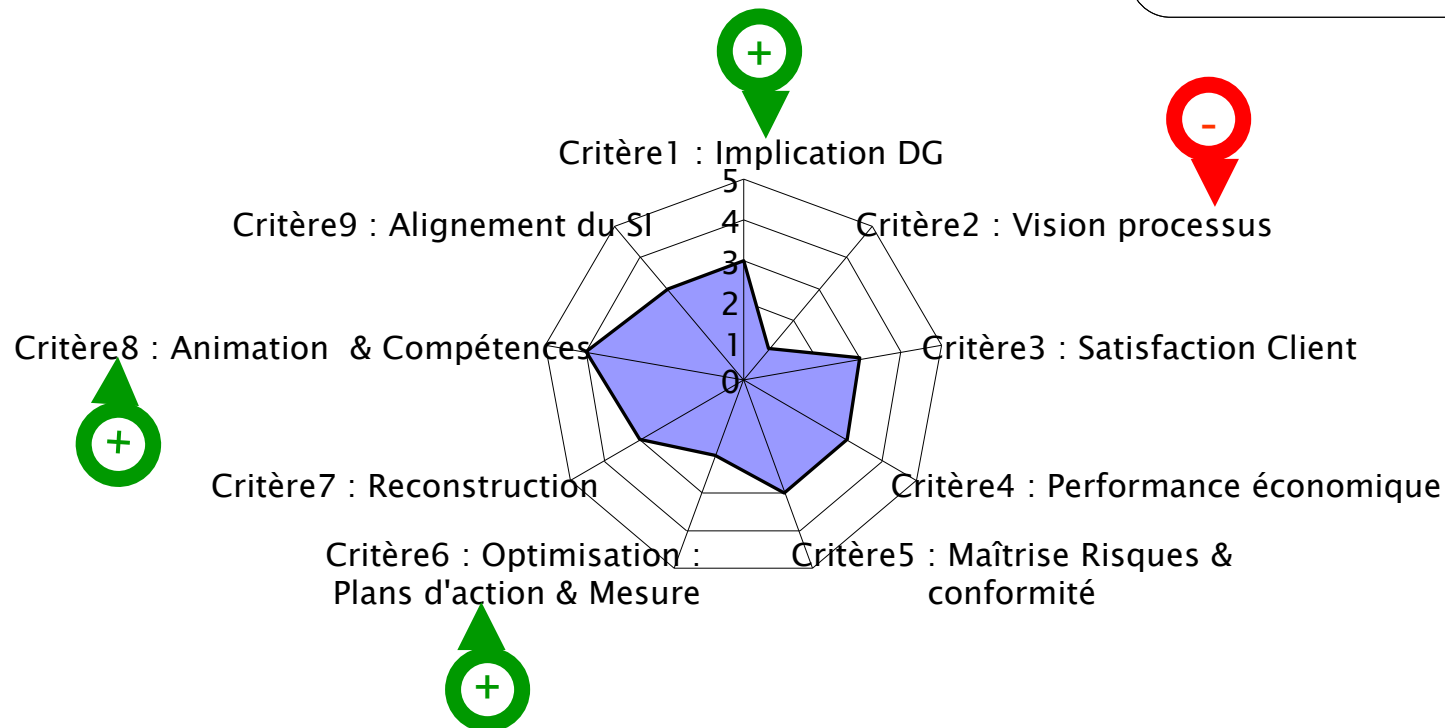 +
-
Critère1 : Implication DG
5
Critère9 : Alignement du SI
4
Critère2 : Vision processus
3
2
Critère8 : Animation  & Compétences
1
Critère3 : Satisfaction Client
0
+
Critère7 : Reconstruction
Critère4 : Performance économique
Critère6 : Optimisation :
Plans d'action & Mesure
Critère5 : Maîtrise Risques &
conformité
+